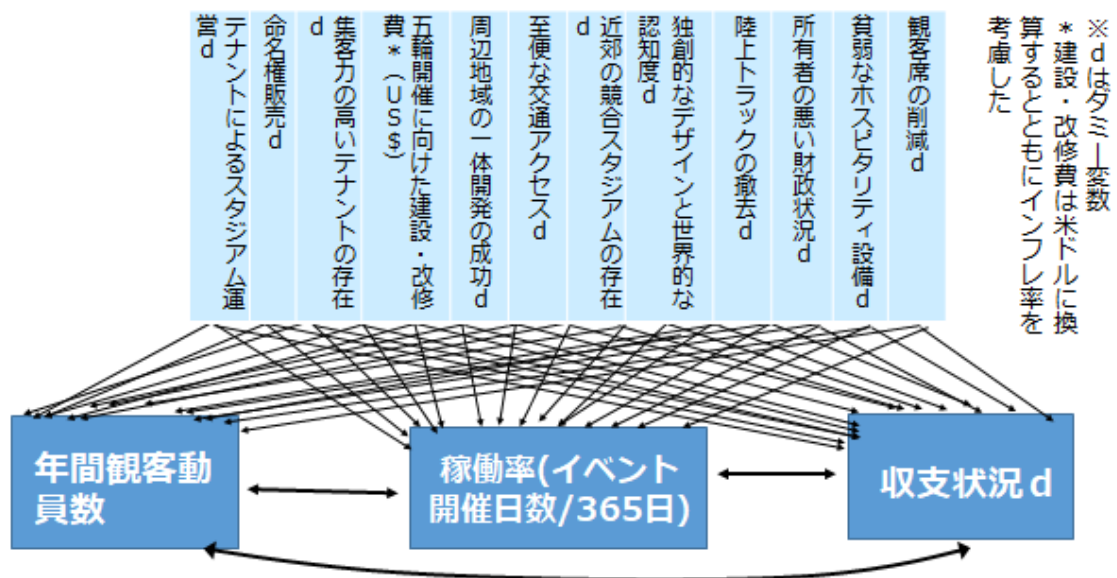 ※dはダミー変数
*建設・改修費は米ドルに換
算するとともにインフレ率を
考慮した
観客席の削減d
貧弱なホスピタリティ設備d
所有者の悪い財政状況d
陸上トラックの撤去d
独創的なデザインと世界的な
認知度d
近郊の競合スタジアムの存在
d
至便な交通アクセスd
周辺地域の一体開発の成功d
五輪開催に向けた建設・改修
費*(US$)
集客力の高いテナントの存在
d
命名権販売d
テナントによるスタジアム運
営d
年間観客動
員数
稼働率(イベント
開催日数/365日)
収支状況d